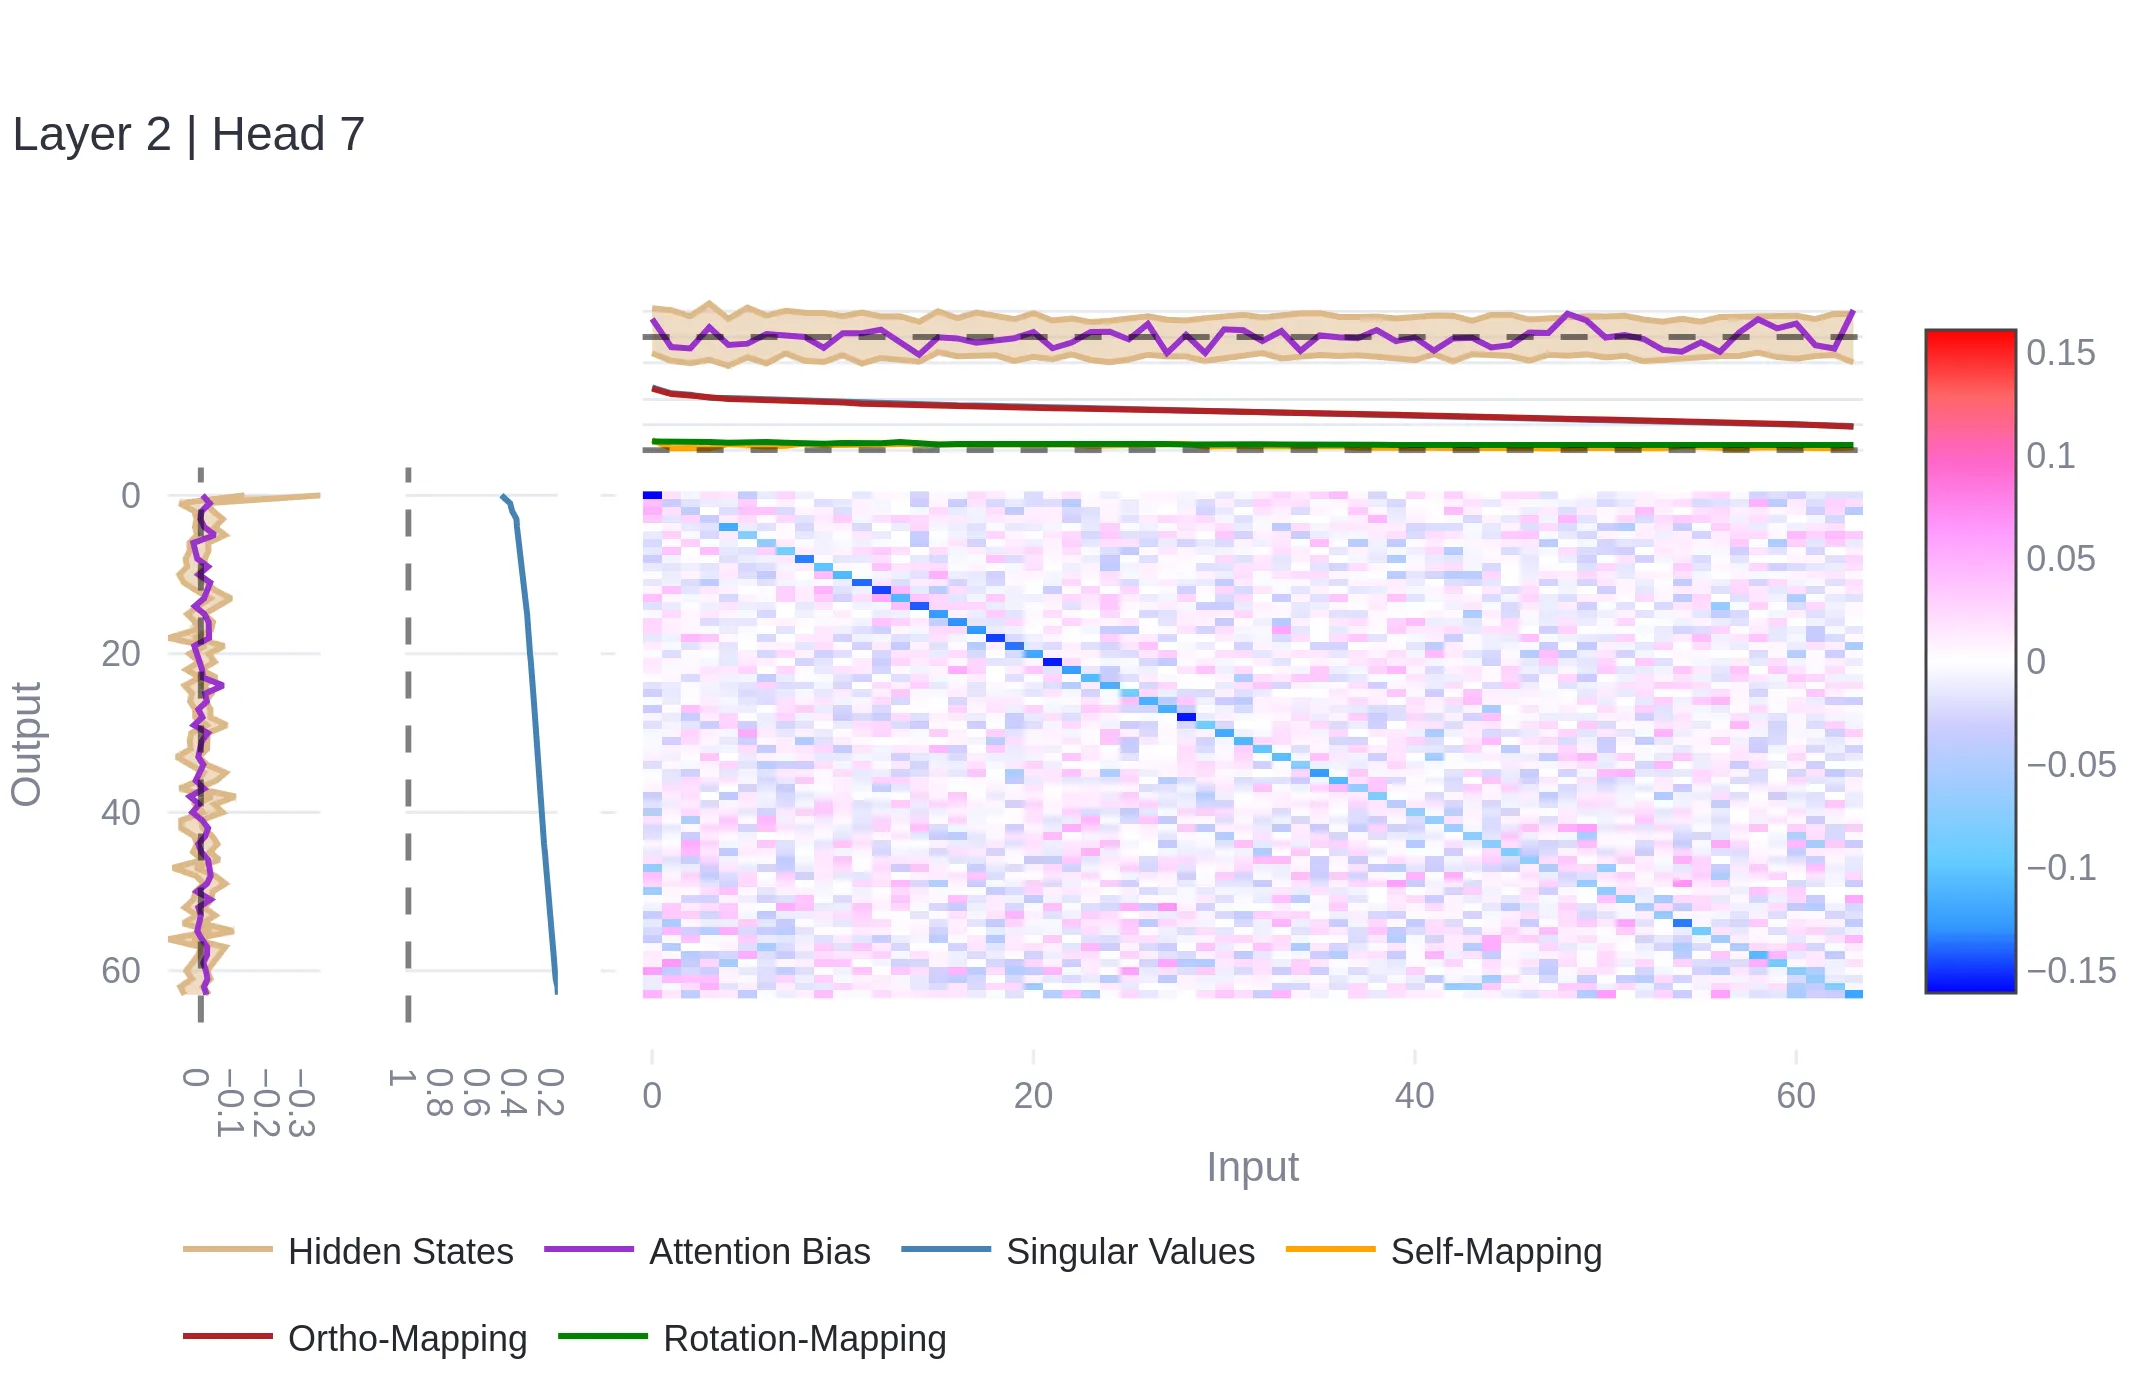 Layer 2 | Head 7
0
20
40
60
Output
0
−0.1
−0.2
−0.3
1
0.8
0.6
0.4
0.2
0
20
40
60
Input
0.15
0.1
0.05
0
−0.05
−0.1
−0.15
Hidden States
Attention Bias
Singular Values
Self-Mapping
Ortho-Mapping
Rotation-Mapping